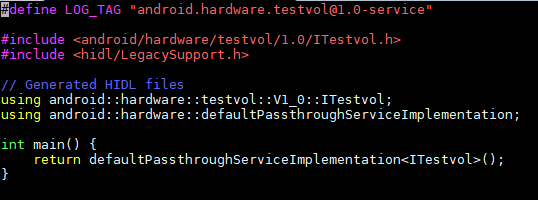 #define LOG_TAG "android.hardware.testvol@1.0-service"
#include <android/hardware/testvol/1.0/ITestvol.h>
#include <hidl/LegacySupport.h>
// Generated HIDL files
using android::hardware::testvol::V1_0::ITestvol;
using android::hardware::defaultPassthroughServiceImplementation;
int main() {
    return defaultPassthroughServiceImplementation<ITestvol>();
}